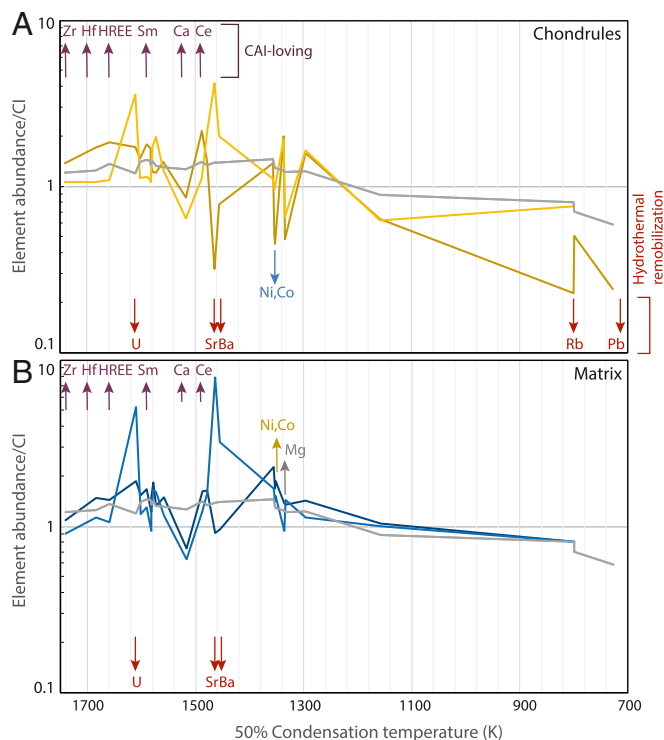 A
10
Zr Hf HREE Sm Ca Ce
CAI-loving
Chondrules
Element abundance/CI
1
Ni,Co
Hydrothermal
remobilization
0.1
U
SrBa
Rb
Pb
B
10
Zr Hf HREE Sm Ca Ce
Matrix
Ni,Co
Mg
Element abundance/CI
1
U
SrBa
0.1
1700 1500 1300 1100 900 700
50% Condensation temperature (K)